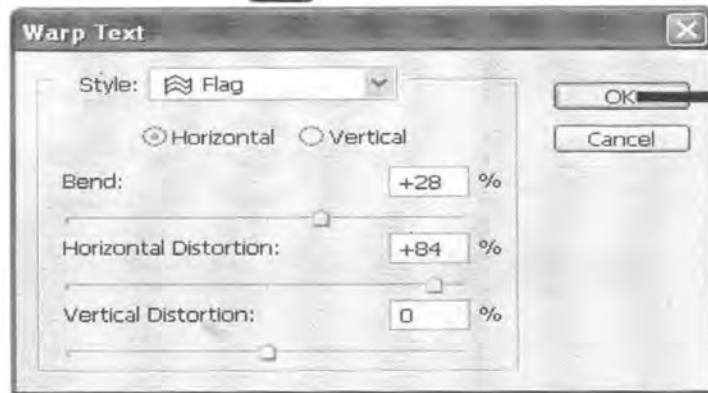 Warp Text
Style: Flag
OK
Horizontal Vertical
Cancel
Bend: +28 %
Horizontal Distortion: +84 %
Vertical Distortion: 0 %